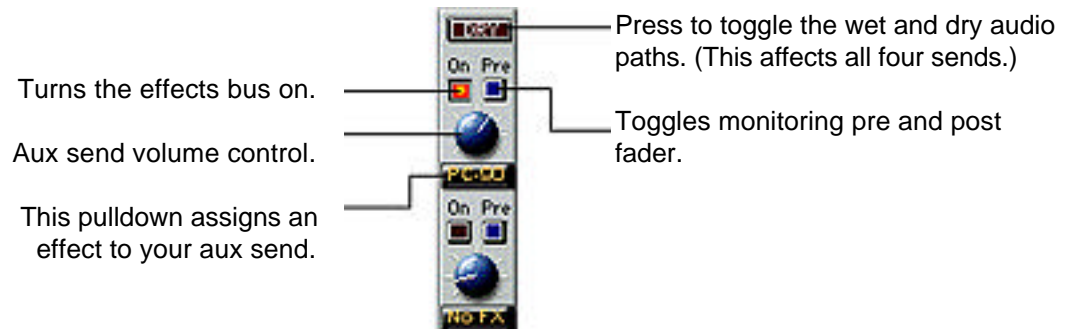 Press to toggle the wet and dry audio
paths. (This affects all four sends.)
On Pre
Turns the effects bus on.
Toggles monitoring pre and post
fader.
Aux send volume control.
This pulldown assigns an
effect to your aux send.
On Pre
No FX